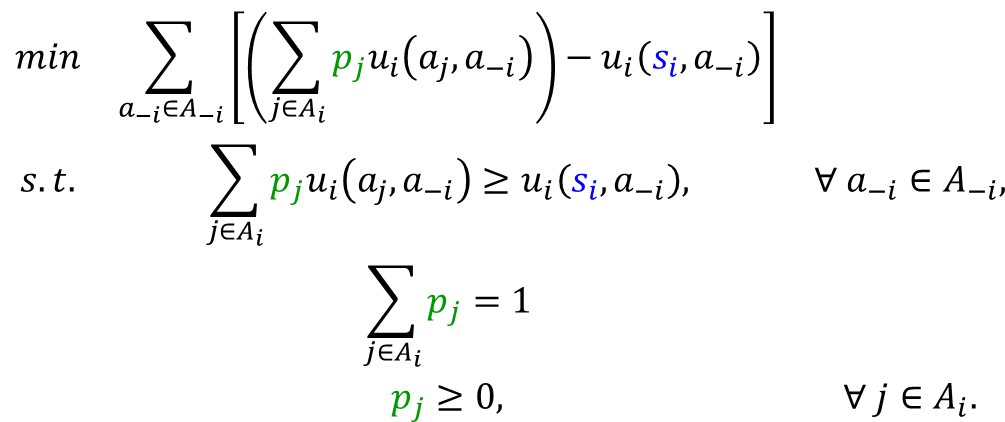 min ∑_{a_{−i}∈A_{−i}} [(∑_{j∈A_i} p_j u_i(a_j, a_{−i})) − u_i(s_i, a_{−i})]
s.t. ∑_{j∈A_i} p_j u_i(a_j, a_{−i}) ≥ u_i(s_i, a_{−i}), ∀ a_{−i} ∈ A_{−i},
∑_{j∈A_i} p_j = 1
p_j ≥ 0, ∀ j ∈ A_i.